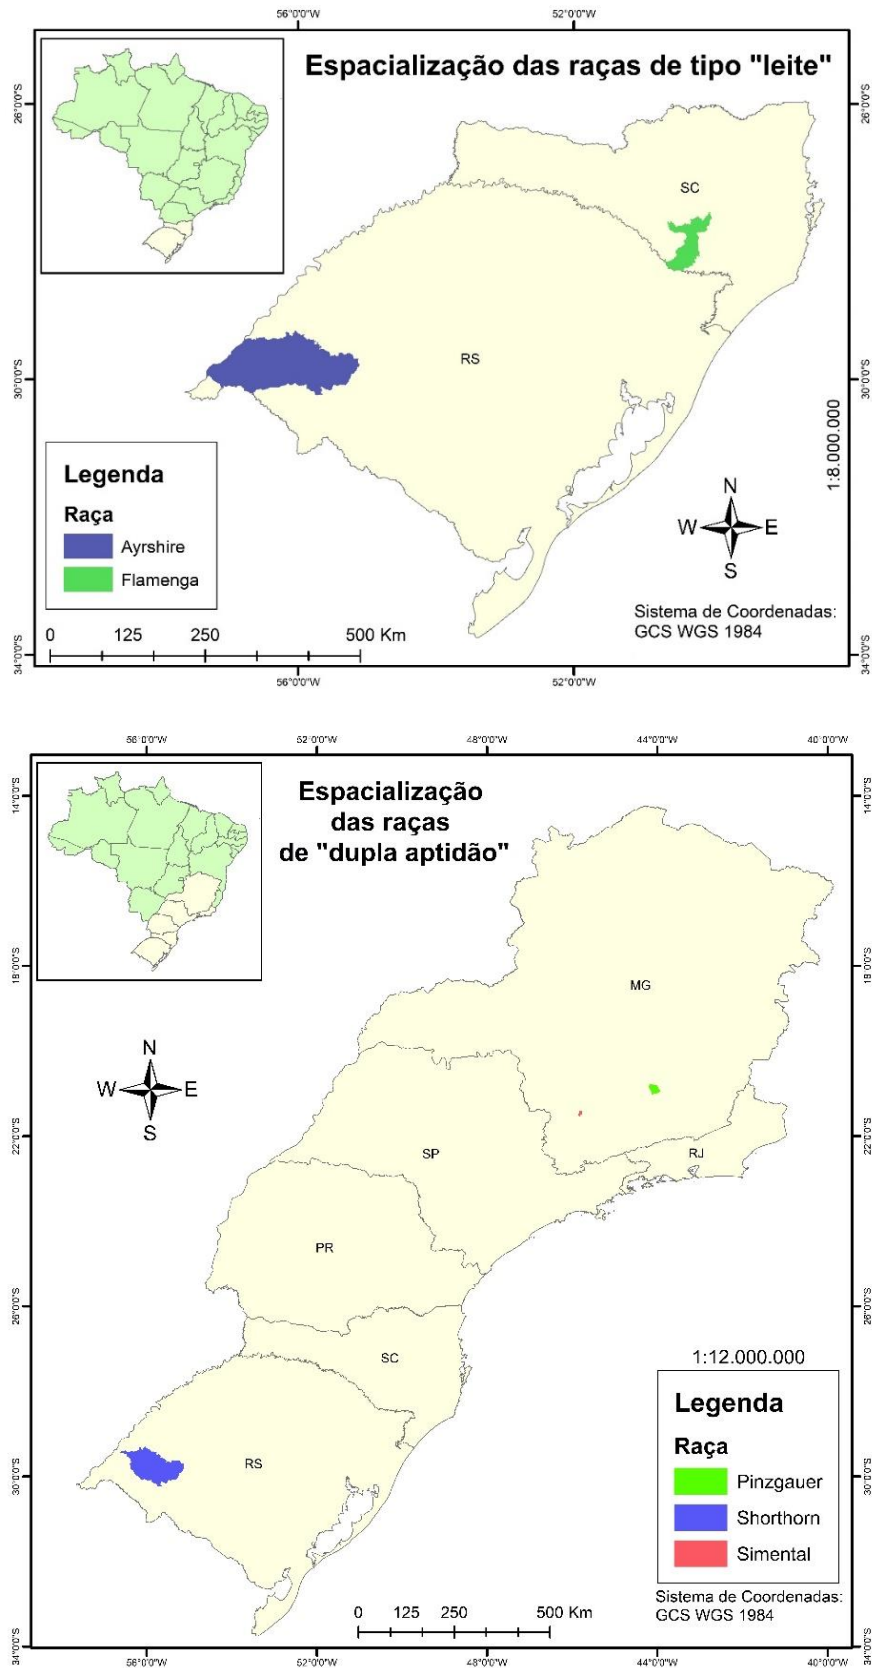 56°0'0"W 52°0'0"W
Espacialização das raças de tipo "leite"
26°0'0"S 26°0'0"S
SC
RS
30°0'0"S 30°0'0"S
1:8.000.000
Legenda
Raça
Ayrshire
Flamenga
N
W E
S
Sistema de Coordenadas:
GCS WGS 1984
0 125 250 500 Km
34°0'0"S 34°0'0"S
56°0'0"W 52°0'0"W
56°0'0"W 52°0'0"W 48°0'0"W 44°0'0"W 40°0'0"W
Espacialização
das raças
de "dupla aptidão"
14°0'0"S 14°0'0"S
18°0'0"S 18°0'0"S
MG
N
W E
S
22°0'0"S 22°0'0"S
SP
RJ
PR
26°0'0"S 26°0'0"S
SC
1:12.000.000
RS
30°0'0"S 30°0'0"S
Legenda
Raça
Pinzgauer
Shorthorn
Simental
Sistema de Coordenadas:
GCS WGS 1984
0 125 250 500 Km
34°0'0"S 34°0'0"S
56°0'0"W 52°0'0"W 48°0'0"W 44°0'0"W 40°0'0"W